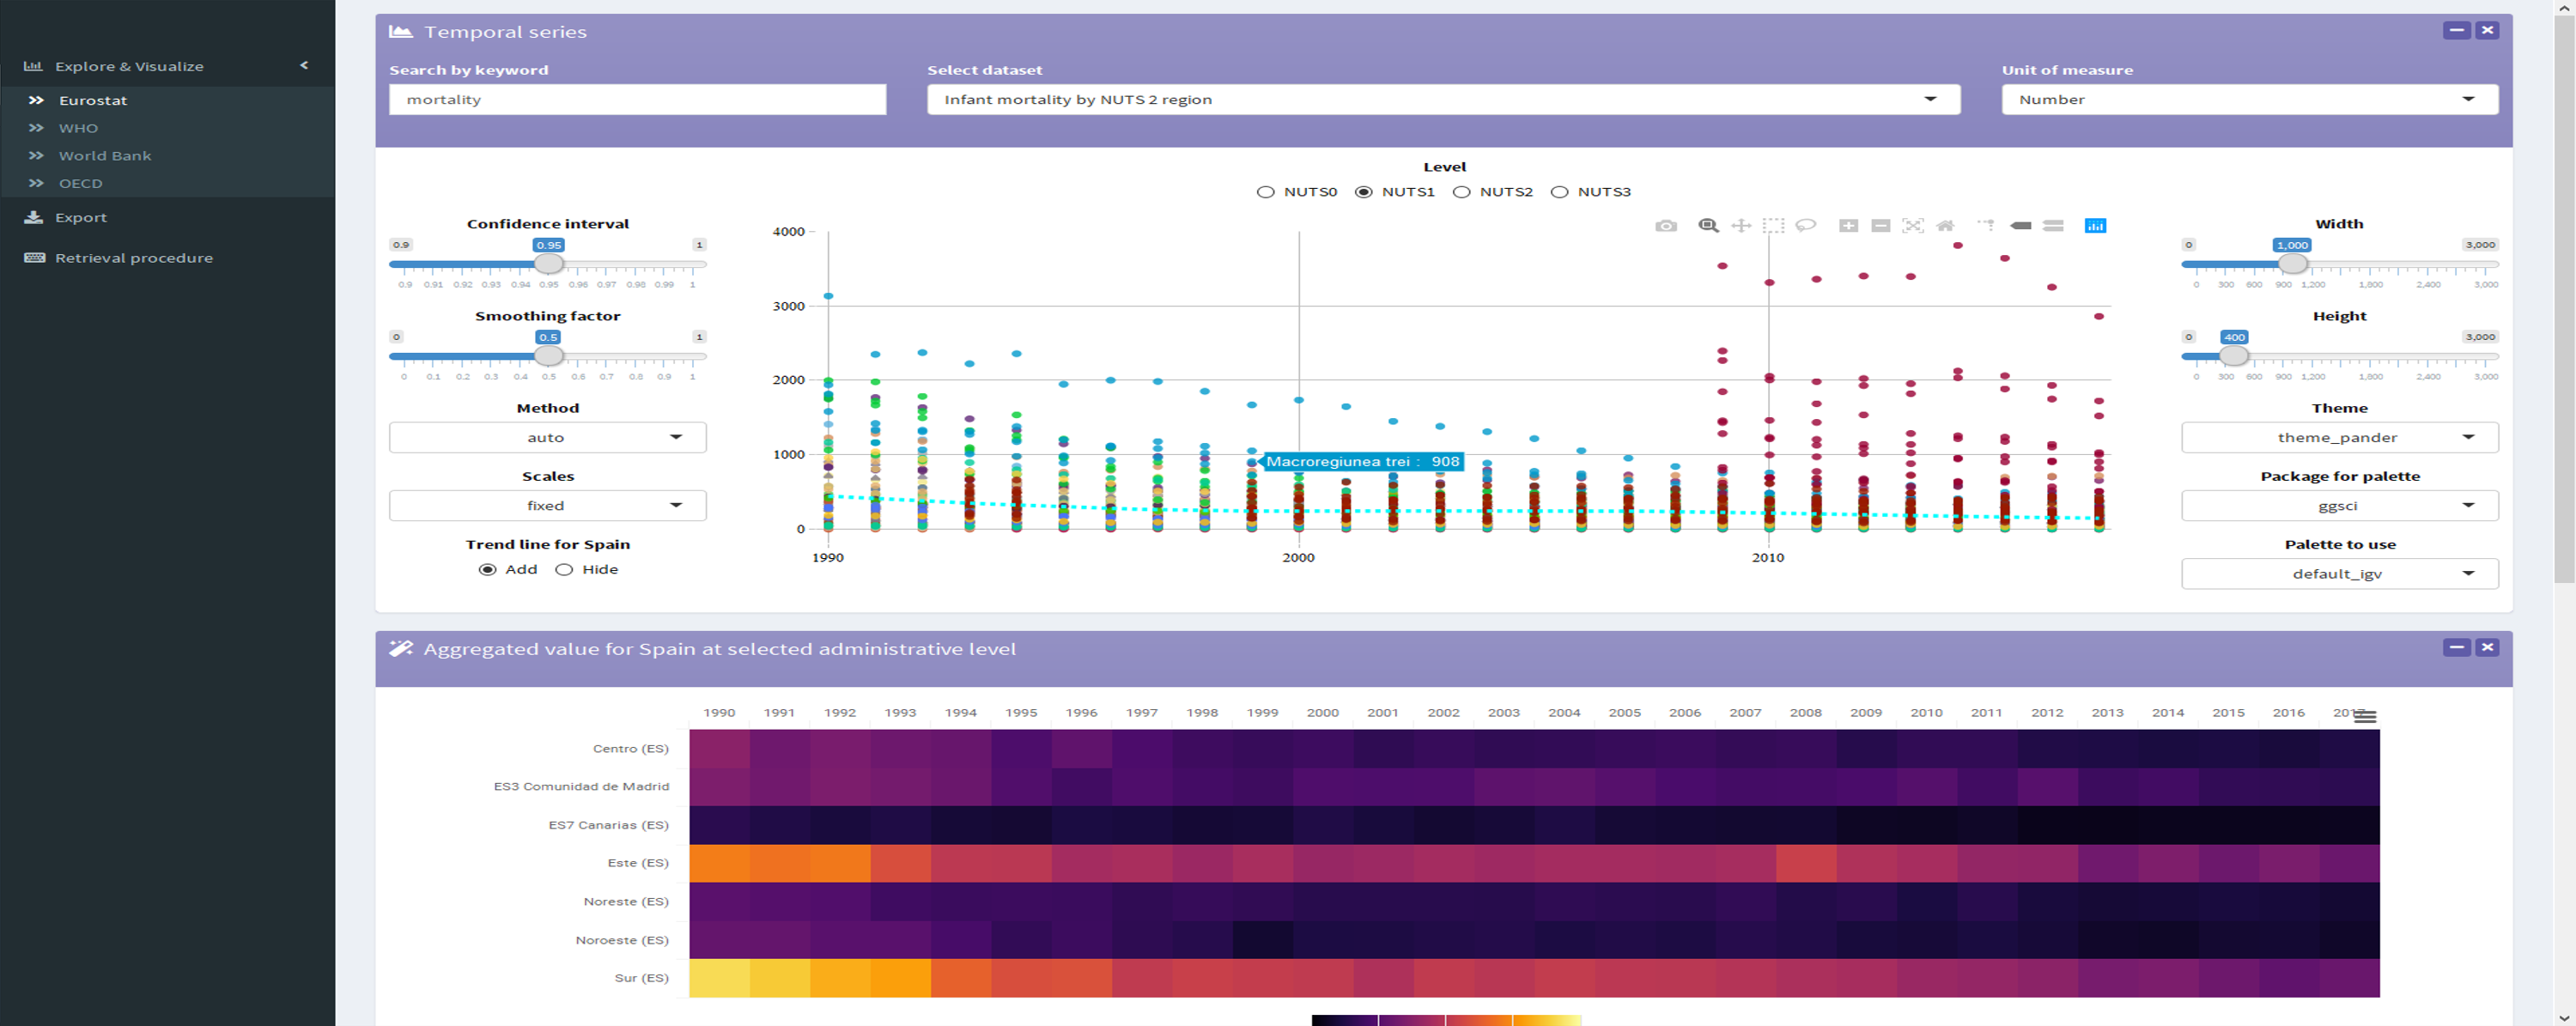 Explore & Visualize
Eurostat
WHO
World Bank
OECD
Export
Retrieval procedure
Temporal series
Search by keyword
Select dataset
Unit of measure
mortality
Infant mortality by NUTS 2 region
Number
Level
NUTS0 NUTS1 NUTS2 NUTS3
Confidence interval
0.9 0.95 1
0.9 0.91 0.92 0.93 0.94 0.95 0.96 0.97 0.98 0.99 1
Smoothing factor
0 0.5 1
0 0.1 0.2 0.3 0.4 0.5 0.6 0.7 0.8 0.9 1
Method
auto
Scales
fixed
Trend line for Spain
Add Hide
4000
3000
2000
1000
0
Macroregiunea trei : 908
1990 2000 2010
Width
0 1,000 3,000
0 300 600 900 1,200 1,800 2,400 3,000
Height
0 400 3,000
0 300 600 900 1,200 1,800 2,400 3,000
Theme
theme_pander
Package for palette
ggsci
Palette to use
default_igv
Aggregated value for Spain at selected administrative level
1990 1991 1992 1993 1994 1995 1996 1997 1998 1999 2000 2001 2002 2003 2004 2005 2006 2007 2008 2009 2010 2011 2012 2013 2014 2015 2016 2017
Centro (ES)
ES3 Comunidad de Madrid
ES7 Canarias (ES)
Este (ES)
Noreste (ES)
Noroeste (ES)
Sur (ES)